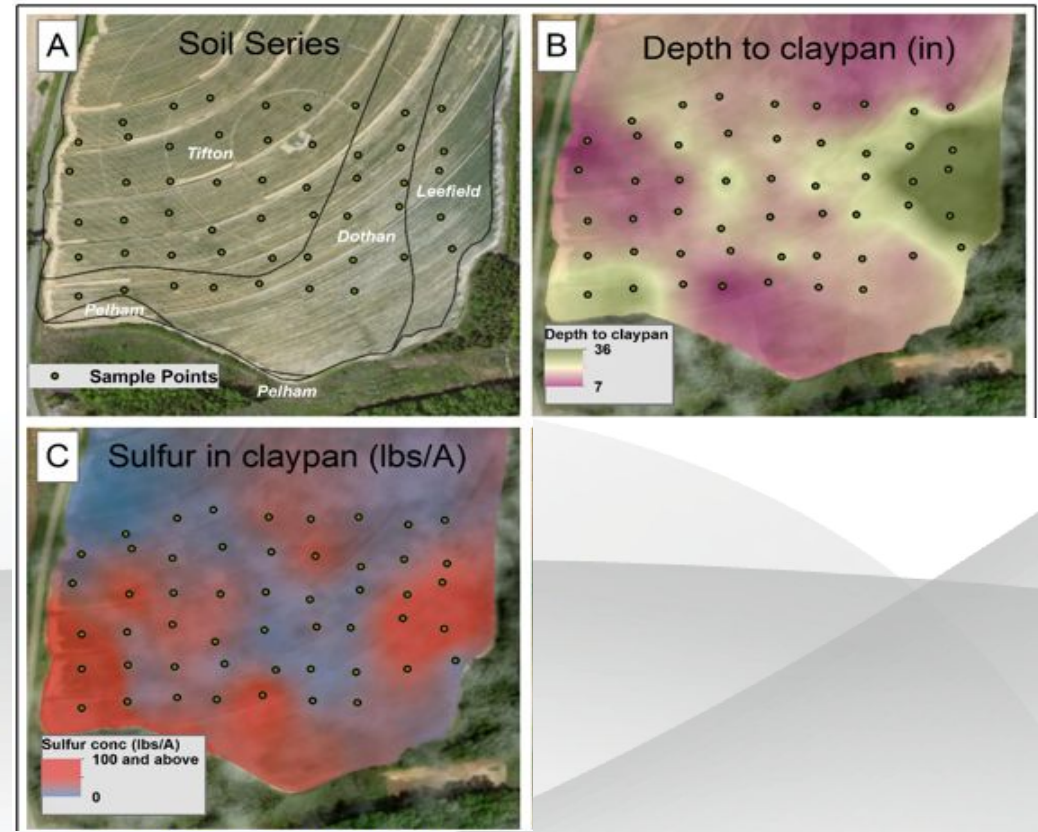 A
Soil Series
Tifton
Leefield
Dothan
Pelham
Sample Points
Pelham
B
Depth to claypan (in)
Depth to claypan
36
7
C
Sulfur in claypan (lbs/A)
Sulfur conc (lbs/A)
100 and above
0